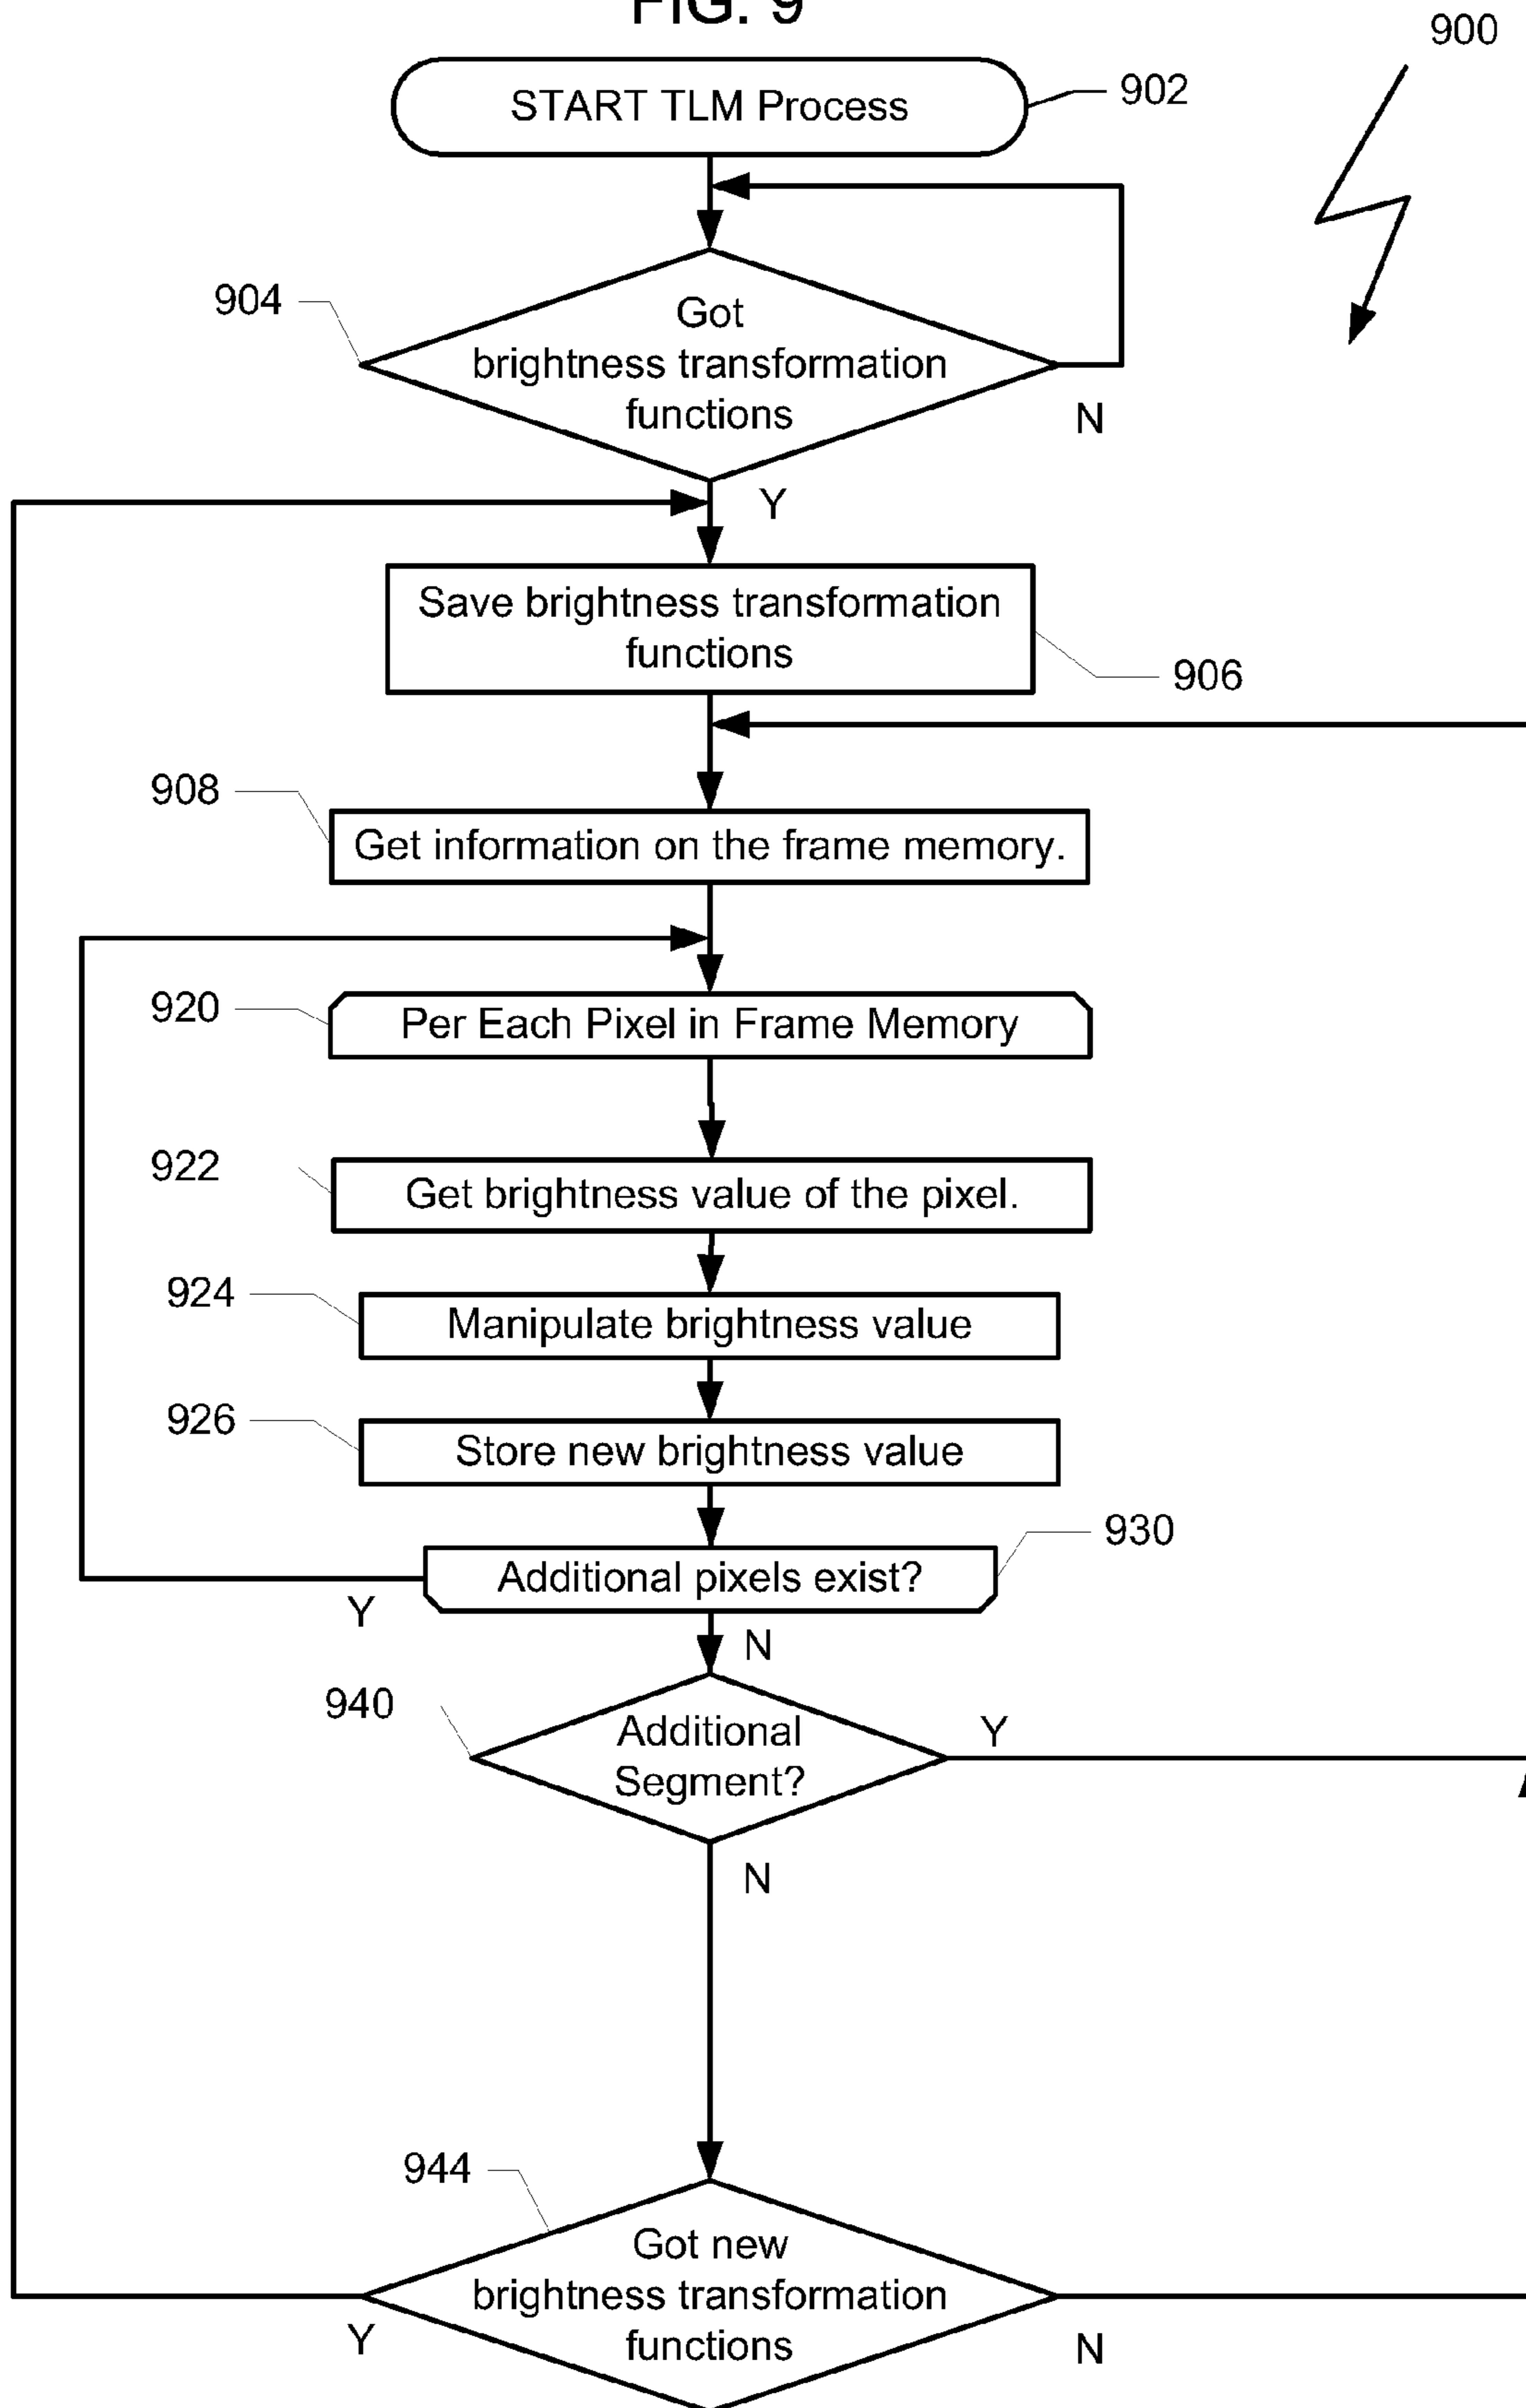 FIG. 9
900
START TLM Process
902
904
Got
brightness transformation
functions
N
Y
Save brightness transformation
functions
906
908
Get information on the frame memory.
920
Per Each Pixel in Frame Memory
922
Get brightness value of the pixel.
924
Manipulate brightness value
926
Store new brightness value
930
Additional pixels exist?
Y
N
940
Additional
Segment?
Y
N
944
Got new
brightness transformation
functions
Y
N